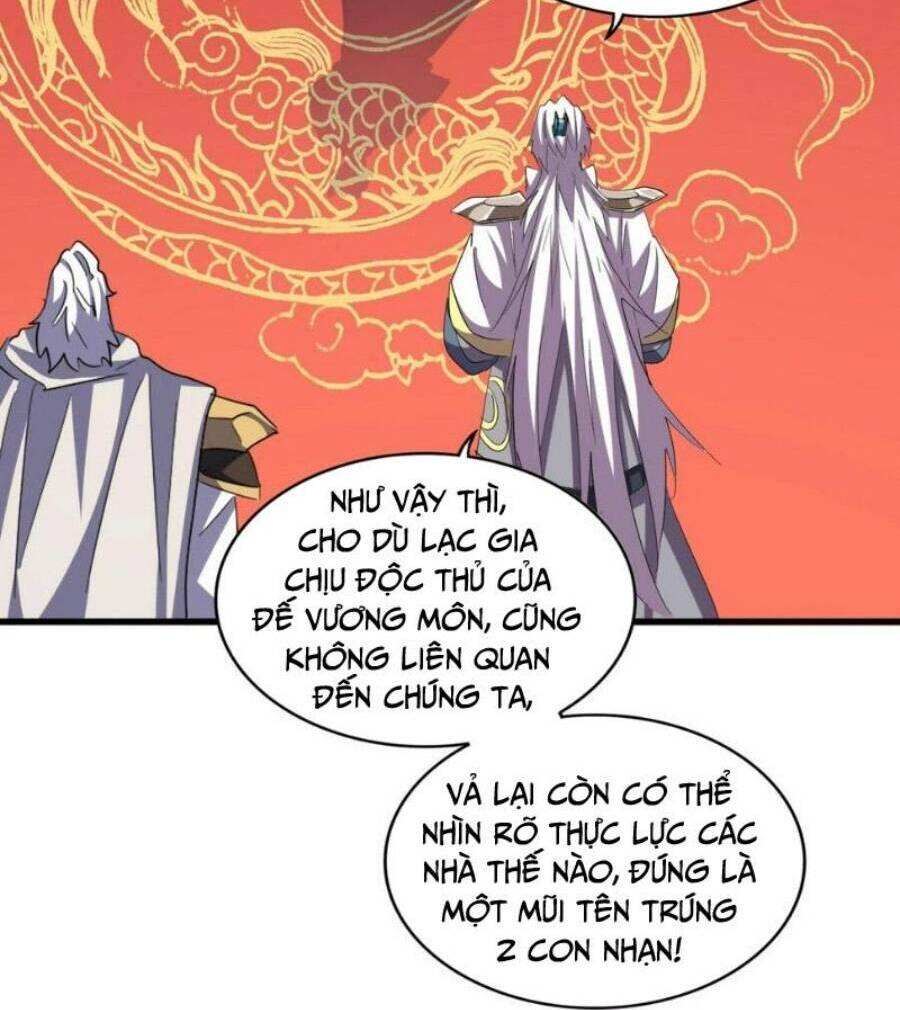 NHƯ VẬY THÌ,
CHO DÙ LẠC GIA
CHỊU ĐỘC THỦ CỦA
ĐẾ VƯƠNG MÔN, CŨNG
KHÔNG LIÊN QUAN
ĐẾN CHÚNG TA,
VẢ LẠI CÒN CÓ THỂ
NHÌN RÕ THỰC LỰC CÁC
NHÀ THẾ NÀO, ĐÚNG LÀ
MỘT MŨI TÊN TRÚNG
2 CON NHẠN!